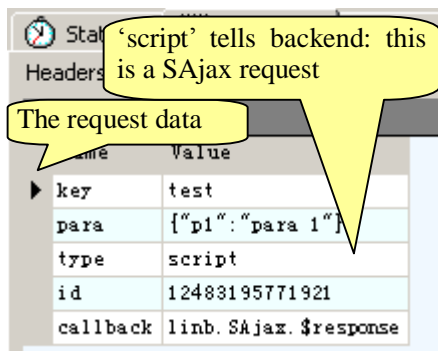 Stat
'script' tells backend: this
is a SAjax request
Headers
The request data
Value
key test
para {"p1":"para 1"}
type script
id 12483195771921
callback linb.SAjax.$response